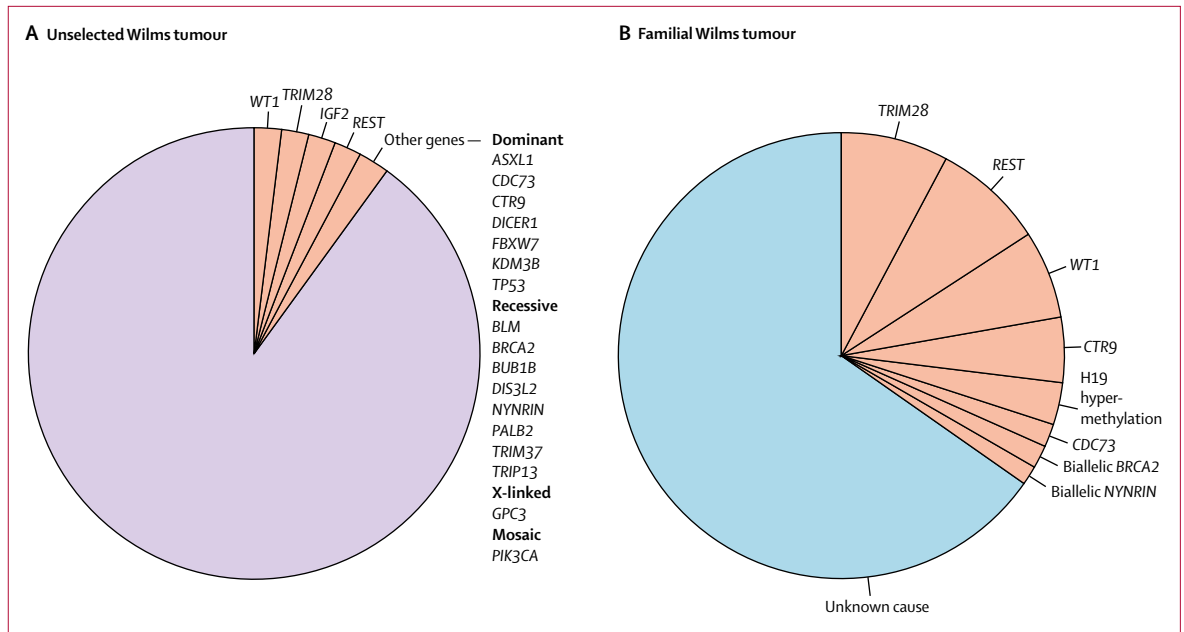 A Unselected Wilms tumour
WT1
TRIM28
IGF2
REST
Other genes
Dominant
ASXL1
CDC73
CTR9
DICER1
FBXW7
KDM3B
TP53
Recessive
BLM
BRCA2
BUB1B
DIS3L2
NYNRIN
PALB2
TRIM37
TRIP13
X-linked
GPC3
Mosaic
PIK3CA
B Familial Wilms tumour
TRIM28
REST
WT1
CTR9
H19
hyper-
methylation
CDC73
Biallelic BRCA2
Biallelic NYNRIN
Unknown cause